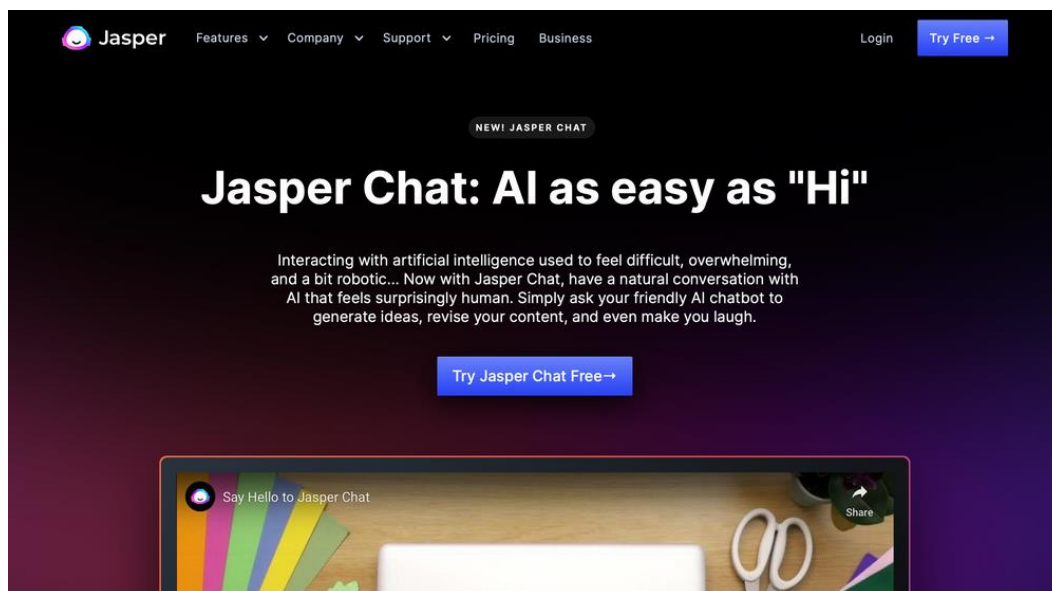 Jasper Features Company Support Pricing Business Login Try Free →
NEW! JASPER CHAT
Jasper Chat: AI as easy as "Hi"
Interacting with artificial intelligence used to feel difficult, overwhelming,
and a bit robotic... Now with Jasper Chat, have a natural conversation with
AI that feels surprisingly human. Simply ask your friendly AI chatbot to
generate ideas, revise your content, and even make you laugh.
Try Jasper Chat Free→
Say Hello to Jasper Chat
Share